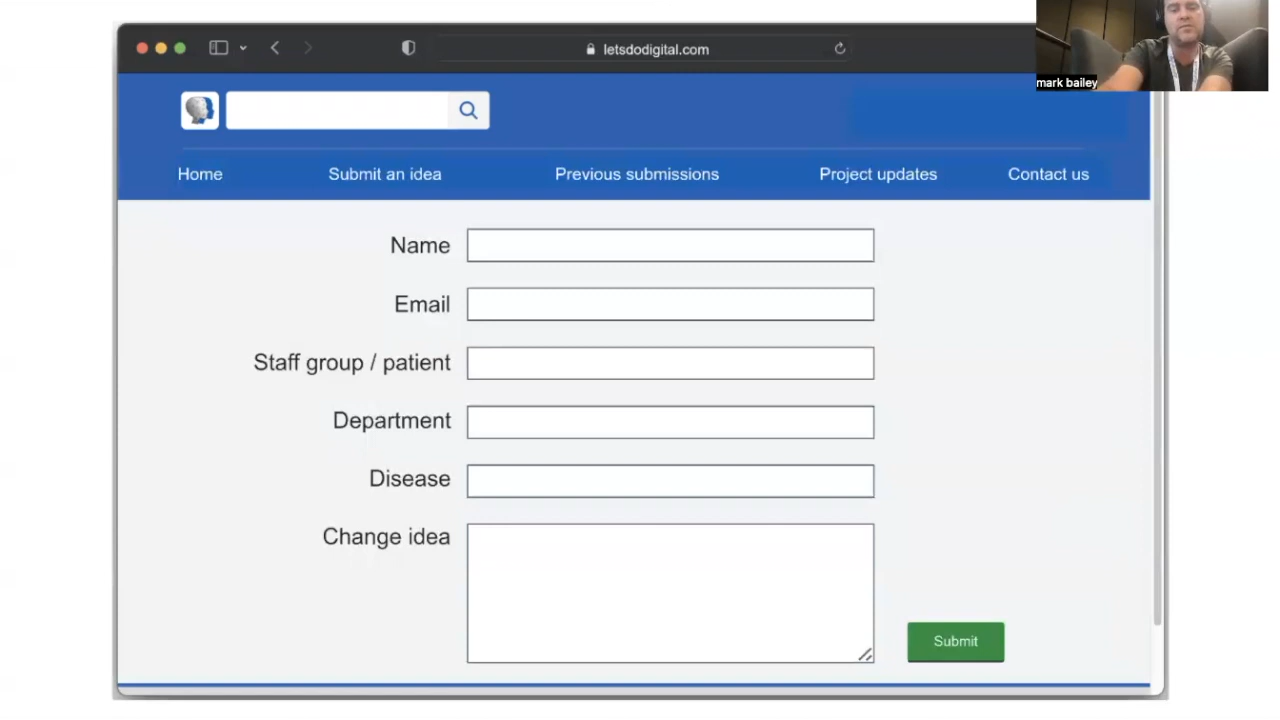 letsdodigital.com
mark bailey
Home Submit an idea Previous submissions Project updates Contact us
Name
Email
Staff group / patient
Department
Disease
Change idea
Submit